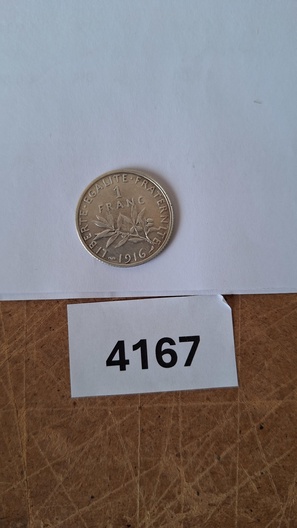 LIBERTE·EGALITE·FRATERNITE
1
FRANC
1916
4167